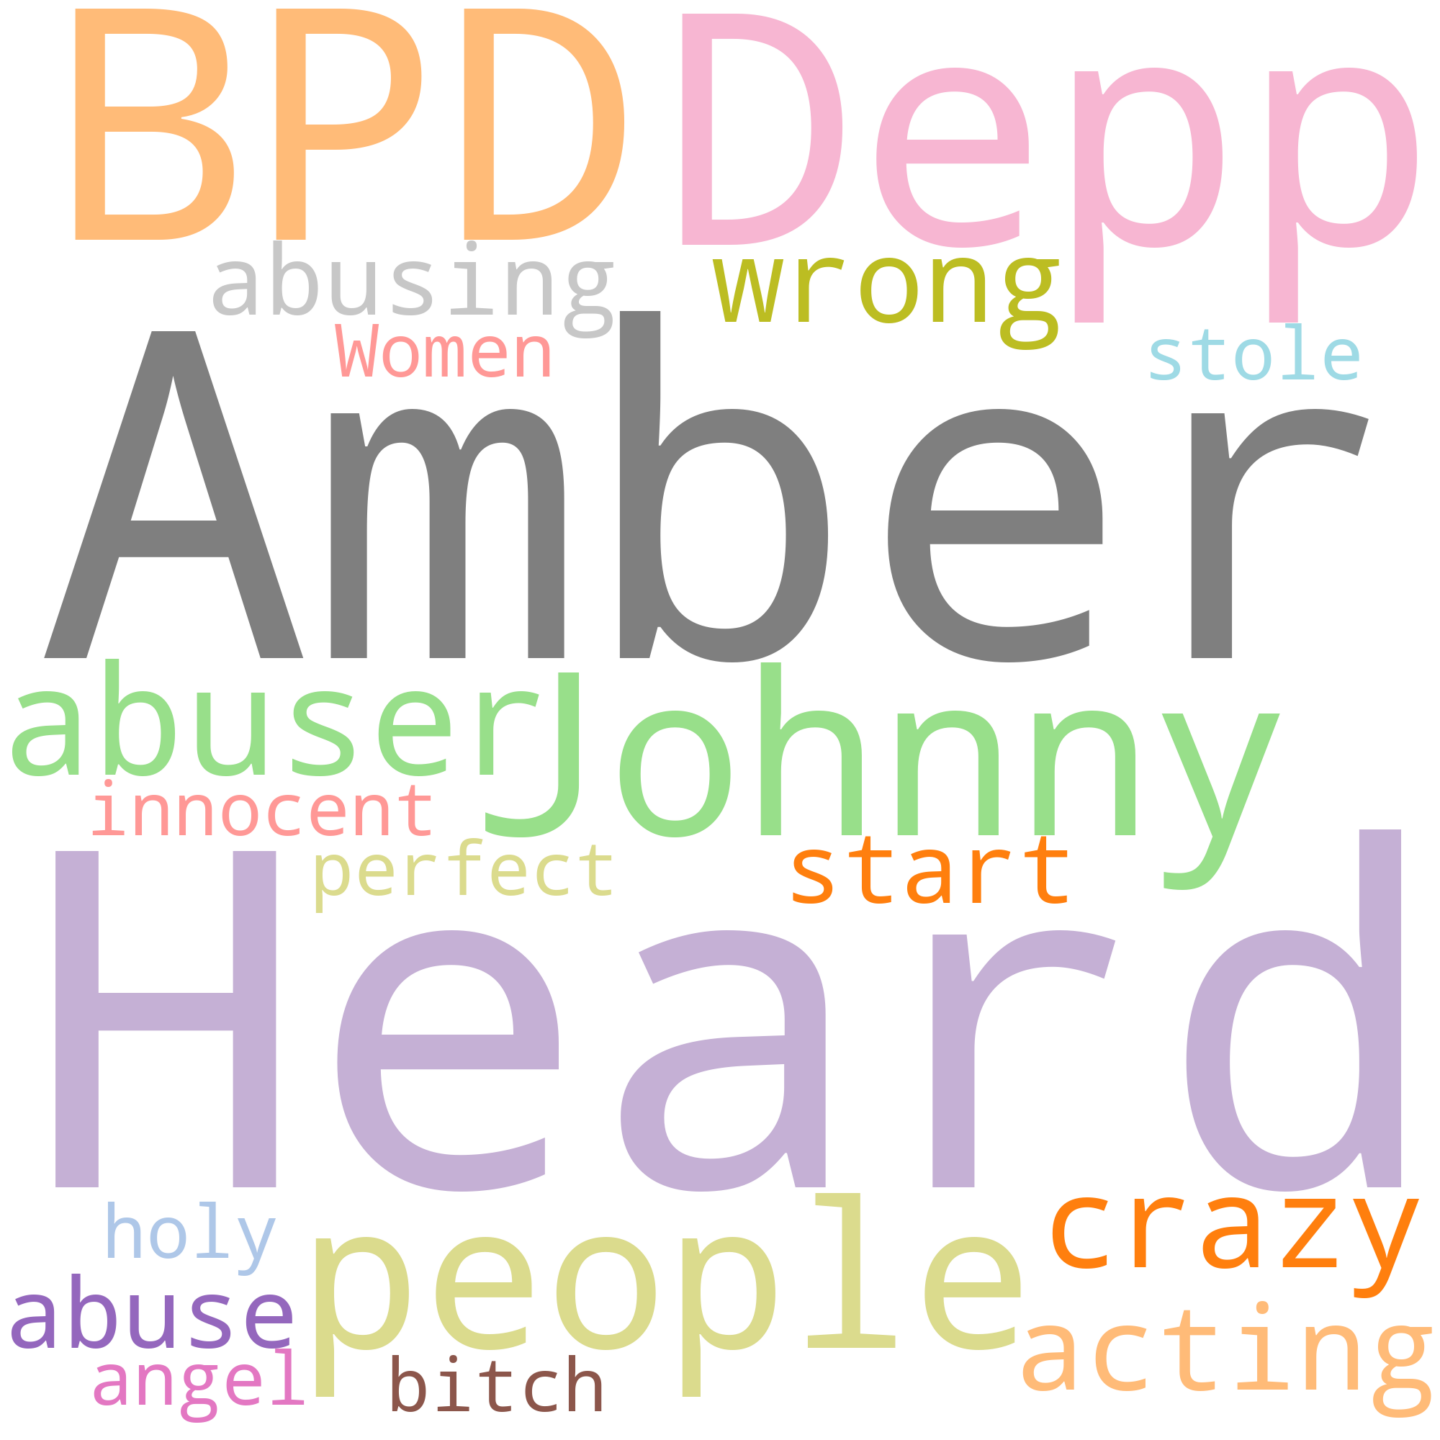 BPD Depp
abusing wrong
Women stole
Amber
abuser Johnny
innocent
perfect start
Heard
holy people crazy
abuse acting
angel bitch